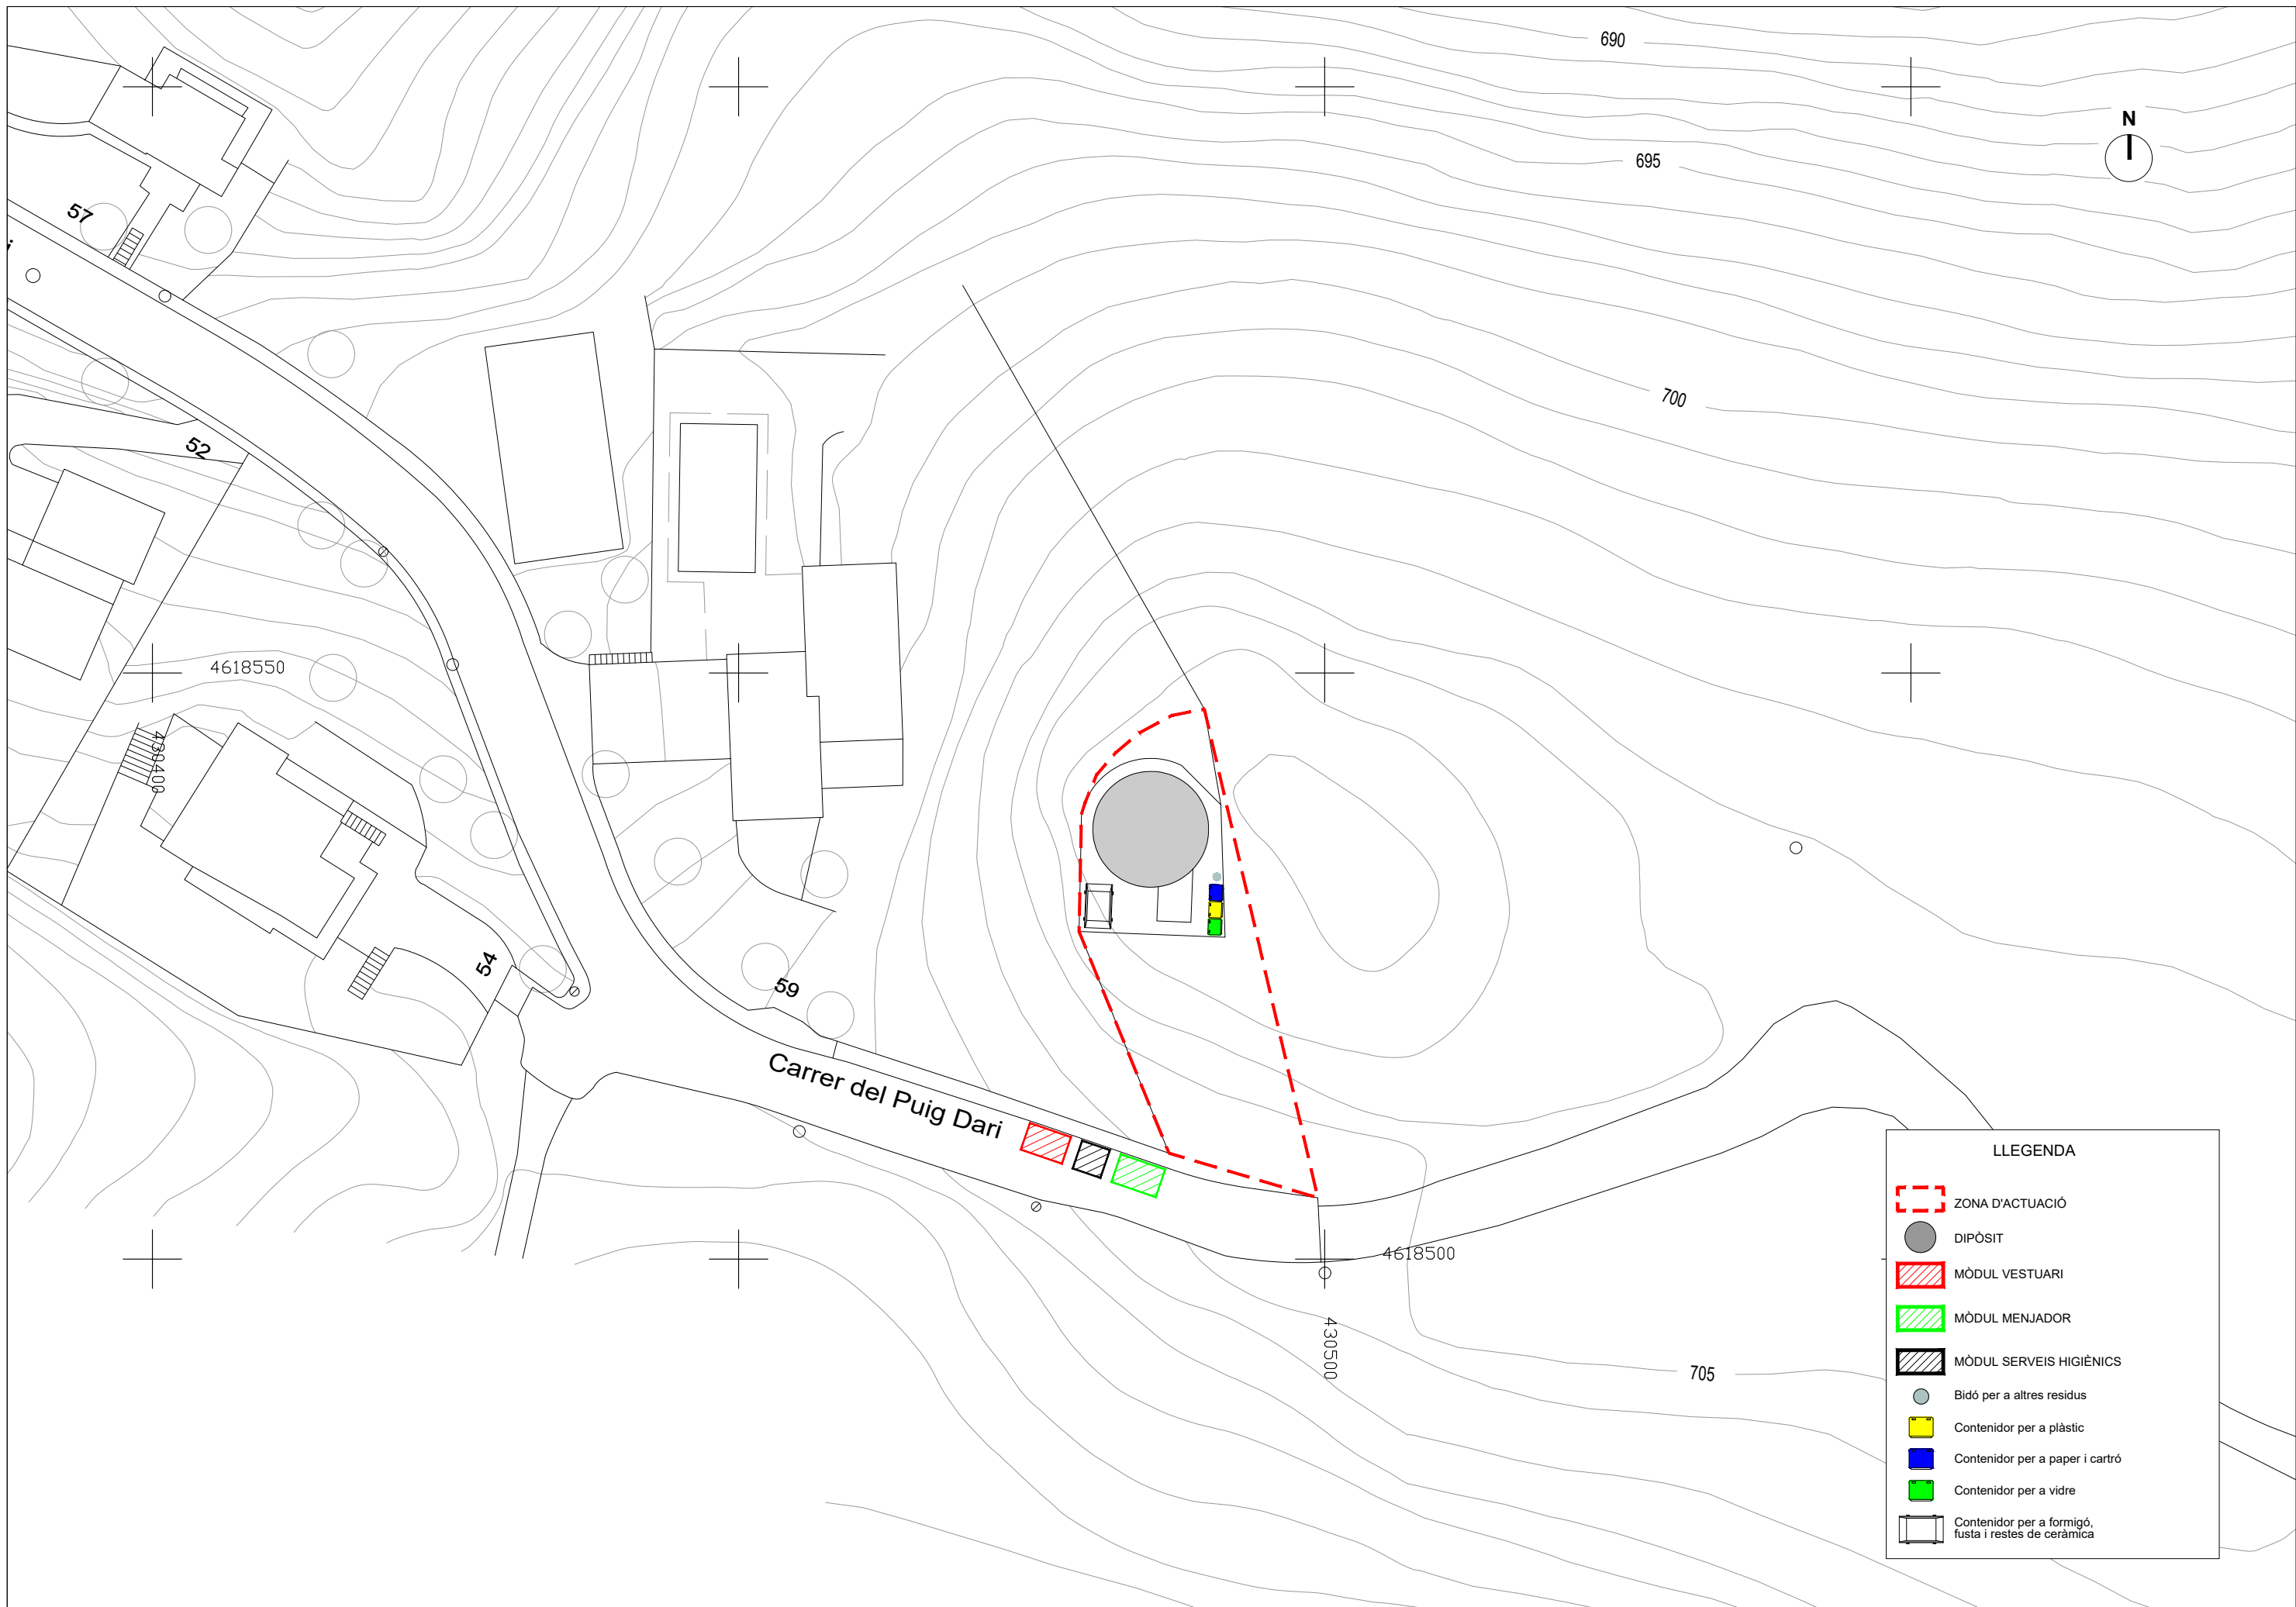 690
N
695
57
700
52
4618550
430400
54
59
Carrer del Puig Dari
4618500
430500
705
LLEGENDA
ZONA D'ACTUACIÓ
DIPÒSIT
MÒDUL VESTUARI
MÒDUL MENJADOR
MÒDUL SERVEIS HIGIÈNICS
Bidó per a altres residus
Contenidor per a plàstic
Contenidor per a paper i cartró
Contenidor per a vidre
Contenidor per a formigó,
fusta i restes de ceràmica